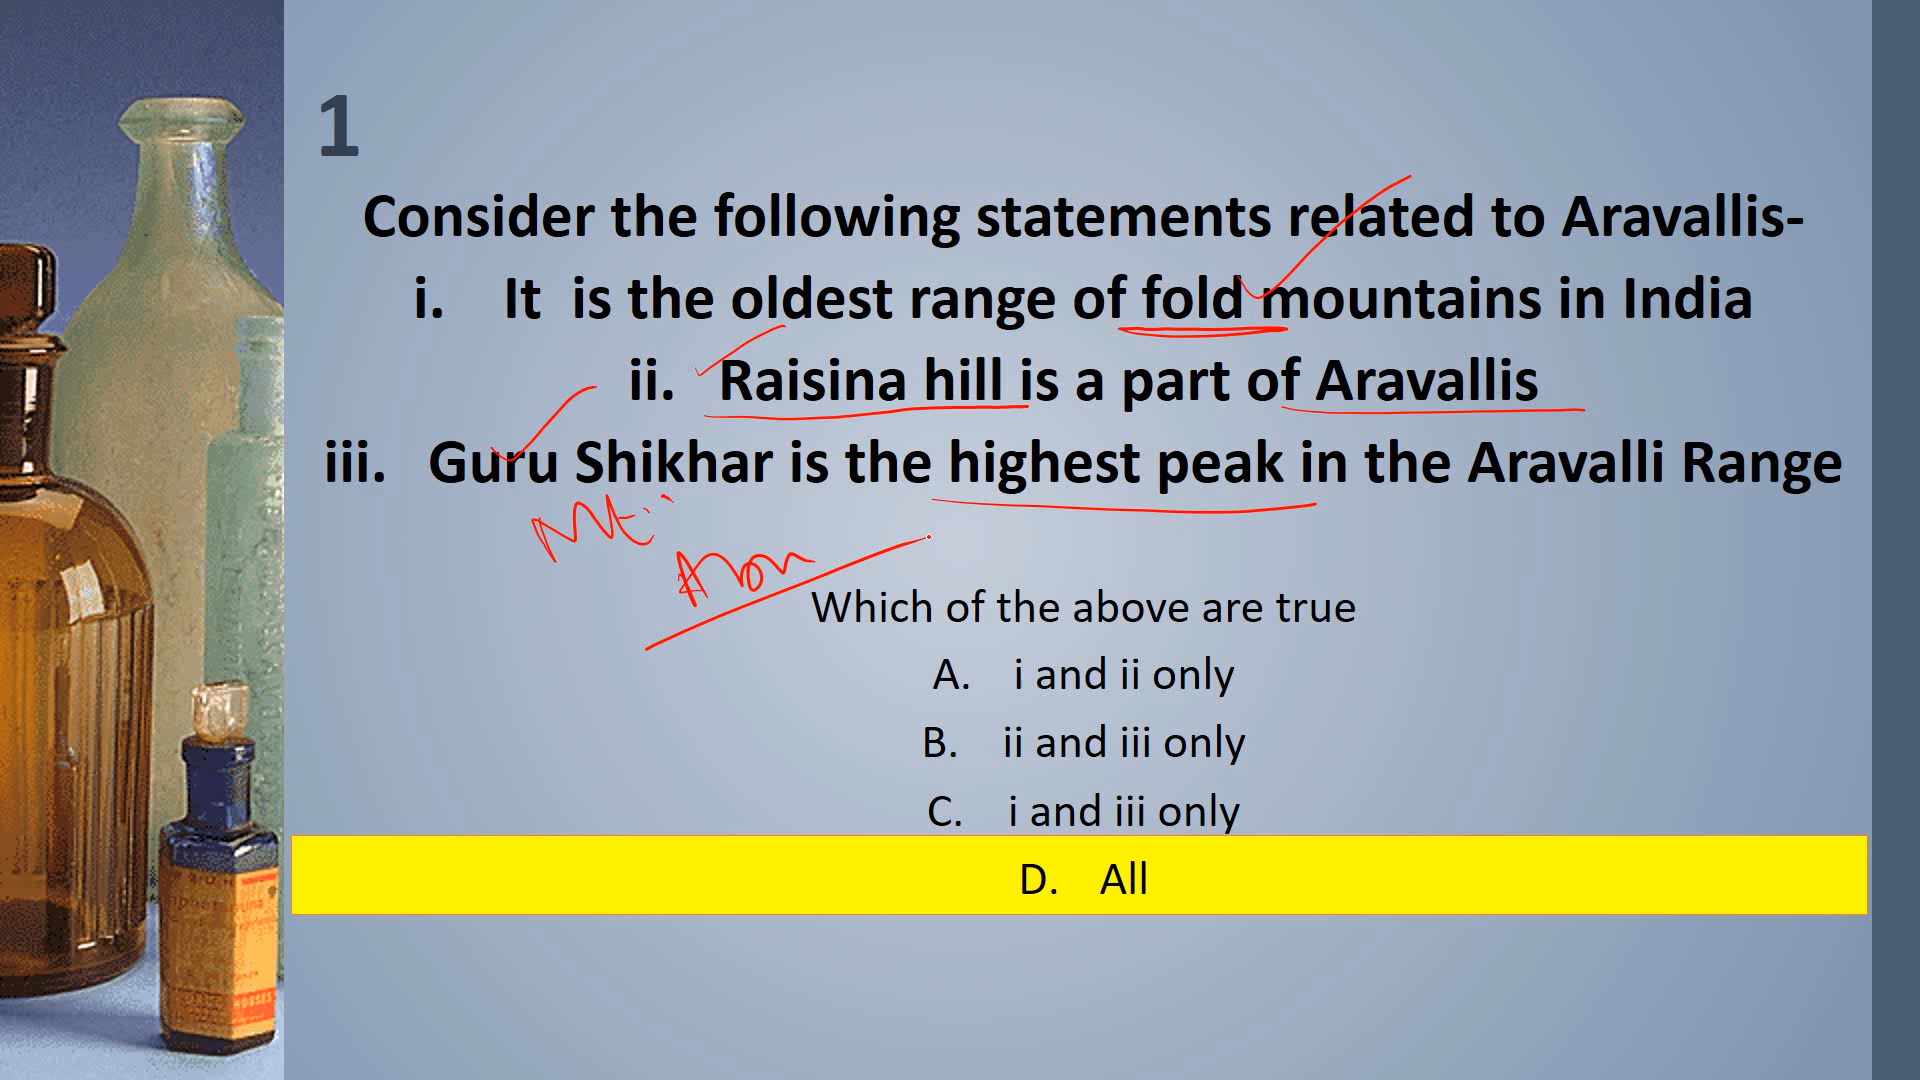 1
Consider the following statements related to Aravallis-
i. It is the oldest range of fold mountains in India
ii. Raisina hill is a part of Aravallis
iii. Guru Shikhar is the highest peak in the Aravalli Range
Mt.
Which of the above are true
A. i and ii only
B. ii and iii only
C. i and iii only
D. All
HOUSES